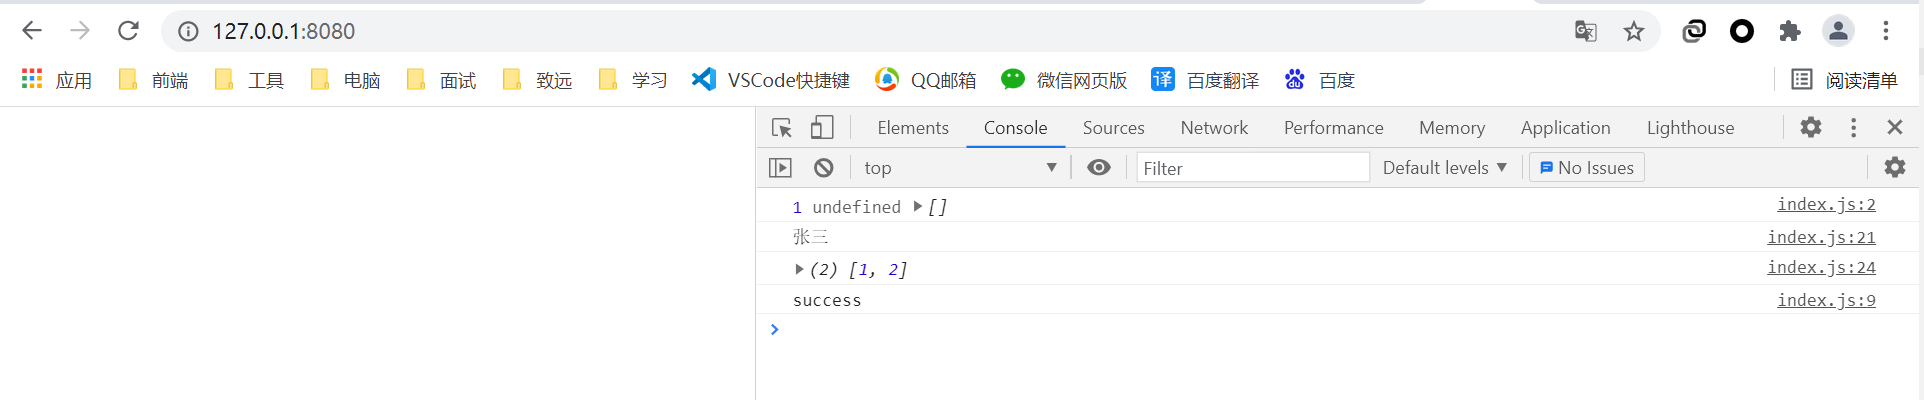 127.0.0.1:8080
应用 前端 工具 电脑 面试 致远 学习 VSCode快捷键 QQ邮箱 微信网页版 译 百度翻译 du 百度 阅读清单
Elements Console Sources Network Performance Memory Application Lighthouse
top Filter Default levels No Issues
1 undefined [] index.js:2
张三 index.js:21
(2) [1, 2] index.js:24
success index.js:9